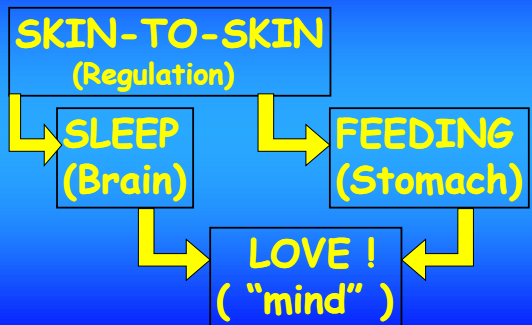 SKIN-TO-SKIN
(Regulation)
SLEEP
(Brain)
FEEDING
(Stomach)
LOVE !
( “mind” )